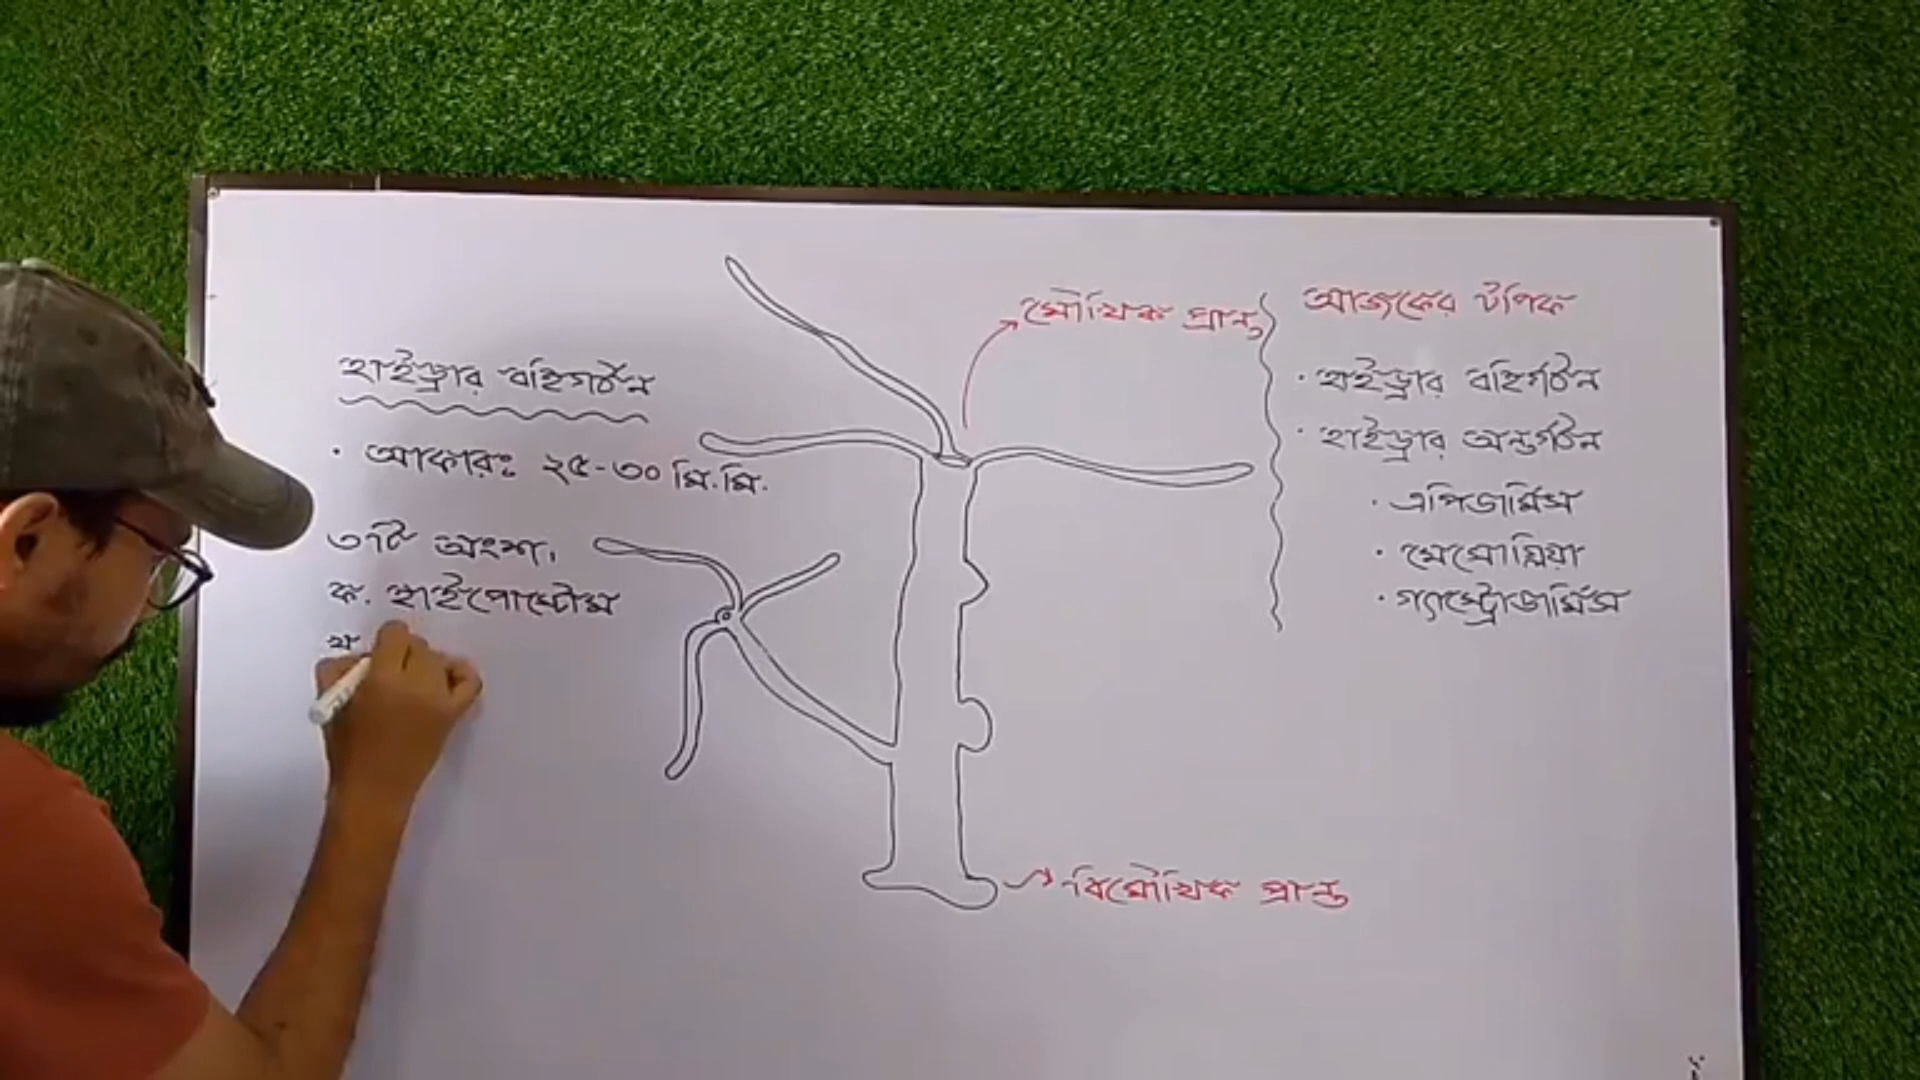 হাইড্রার বহির্গঠন
· আকারঃ ২৫-৩০ মি.মি.
৩টি অংশ,
ক. হাইপোস্টোম
খ
মৌখিক প্রান্ত
বিমৌখিক প্রান্ত
আজকের টপিক
· হাইড্রার বহির্গঠন
· হাইড্রার অন্তর্গঠন
· এপিডার্মিস
· মেসোগ্লিয়া
· গ্যাস্ট্রোডার্মিস